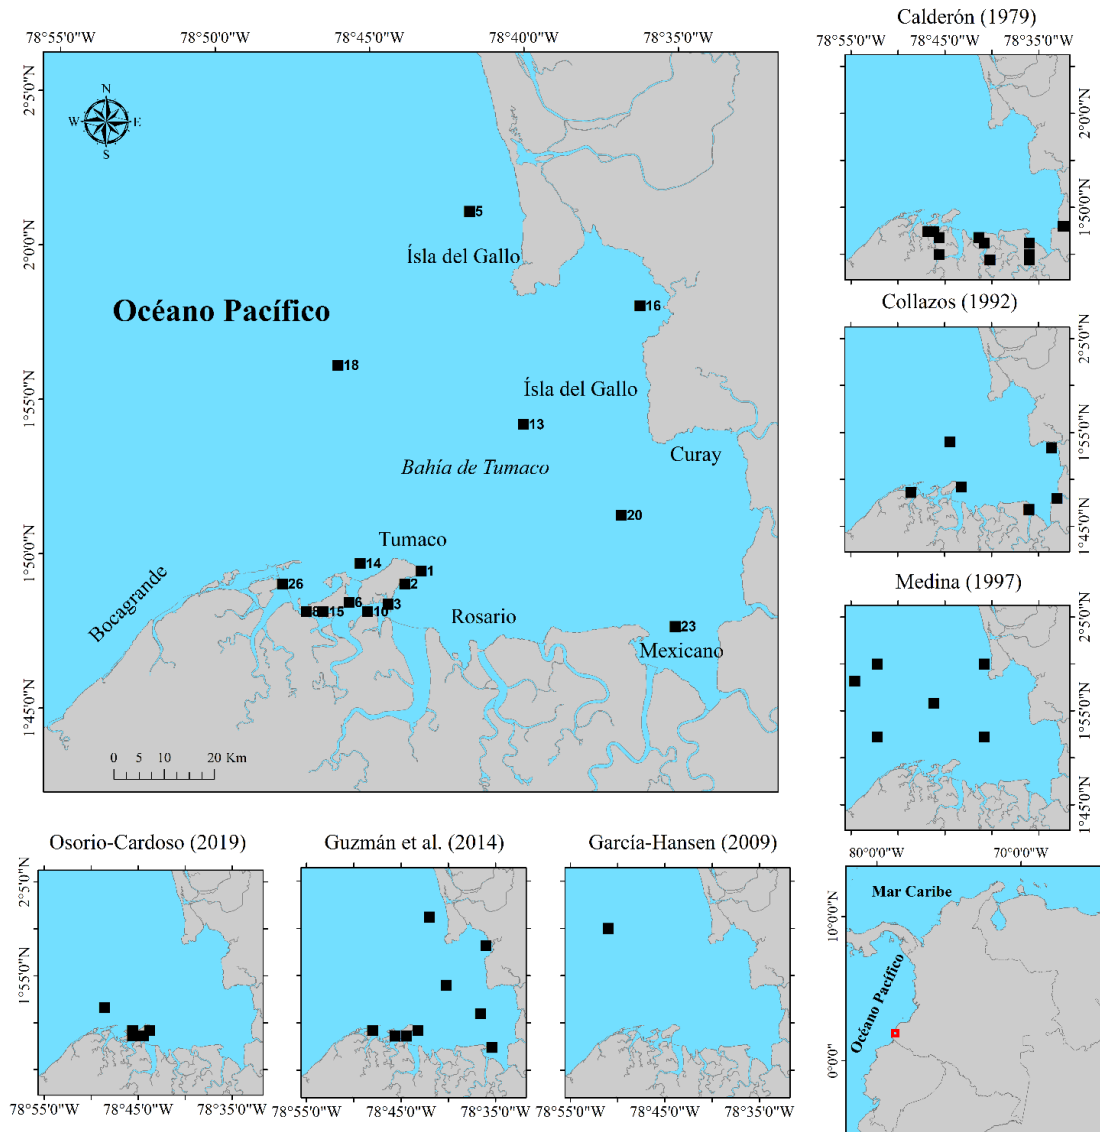 78°55'0"W 78°50'0"W 78°45'0"W 78°40'0"W 78°35'0"W
2°5'0"N
2°0'0"N
1°55'0"N
1°50'0"N
1°45'0"N
N
W E
S
5
Ísla del Gallo
16
Océano Pacífico
18
Ísla del Gallo
13
Curay
Bahía de Tumaco
20
Tumaco
14
1
26
2
6
3
8
15
10
Bocagrande
Rosario
23
Mexicano
0 5 10 20 Km
Calderón (1979)
78°55'0"W 78°45'0"W 78°35'0"W
2°0'0"N
1°50'0"N
Collazos (1992)
2°5'0"N
1°55'0"N
1°45'0"N
Medina (1997)
2°5'0"N
1°55'0"N
1°45'0"N
Osorio-Cardoso (2019)
2°5'0"N
1°55'0"N
78°55'0"W 78°45'0"W 78°35'0"W
Guzmán et al. (2014)
78°55'0"W 78°45'0"W 78°35'0"W
García-Hansen (2009)
78°55'0"W 78°45'0"W 78°35'0"W
80°0'0"W 70°0'0"W
Mar Caribe
10°0'0"N
Océano Pacífico
0°0'0"